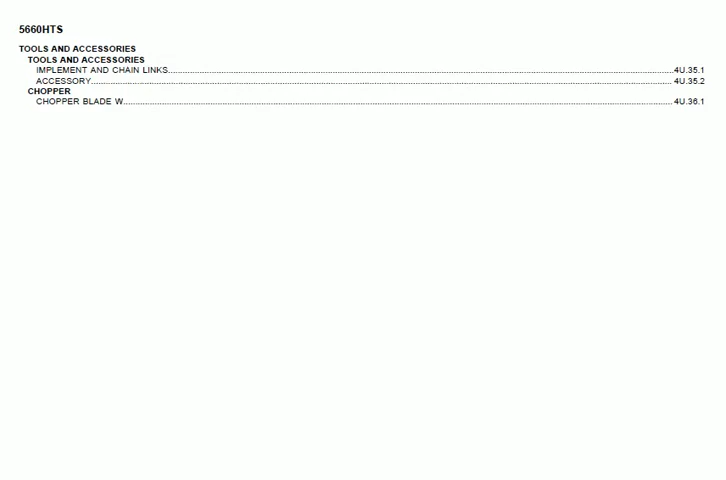 5660HTS
TOOLS AND ACCESSORIES
TOOLS AND ACCESSORIES
IMPLEMENT AND CHAIN LINKS 4U.35.1
ACCESSORY 4U.35.2
CHOPPER
CHOPPER BLADE W 4U.36.1